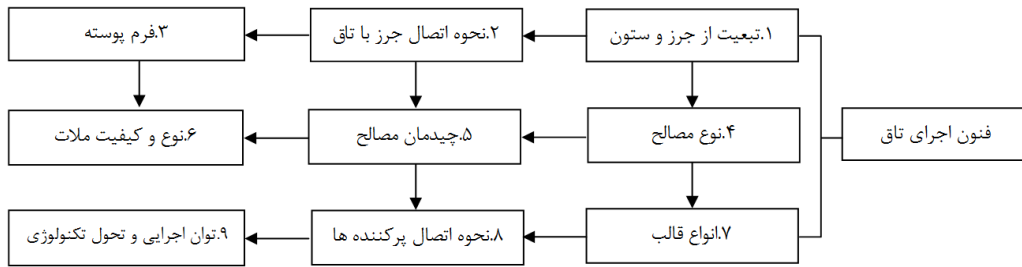 ۱.تبعیت از جرز و ستون
۲.نحوه اتصال جرز با تاق
۳.فرم پوسته
فنون اجرای تاق
۴.نوع مصالح
۵.چیدمان مصالح
۶.نوع و کیفیت ملات
۷.انواع قالب
۸.نحوه اتصال پرکننده ها
۹.توان اجرایی و تحول تکنولوژی